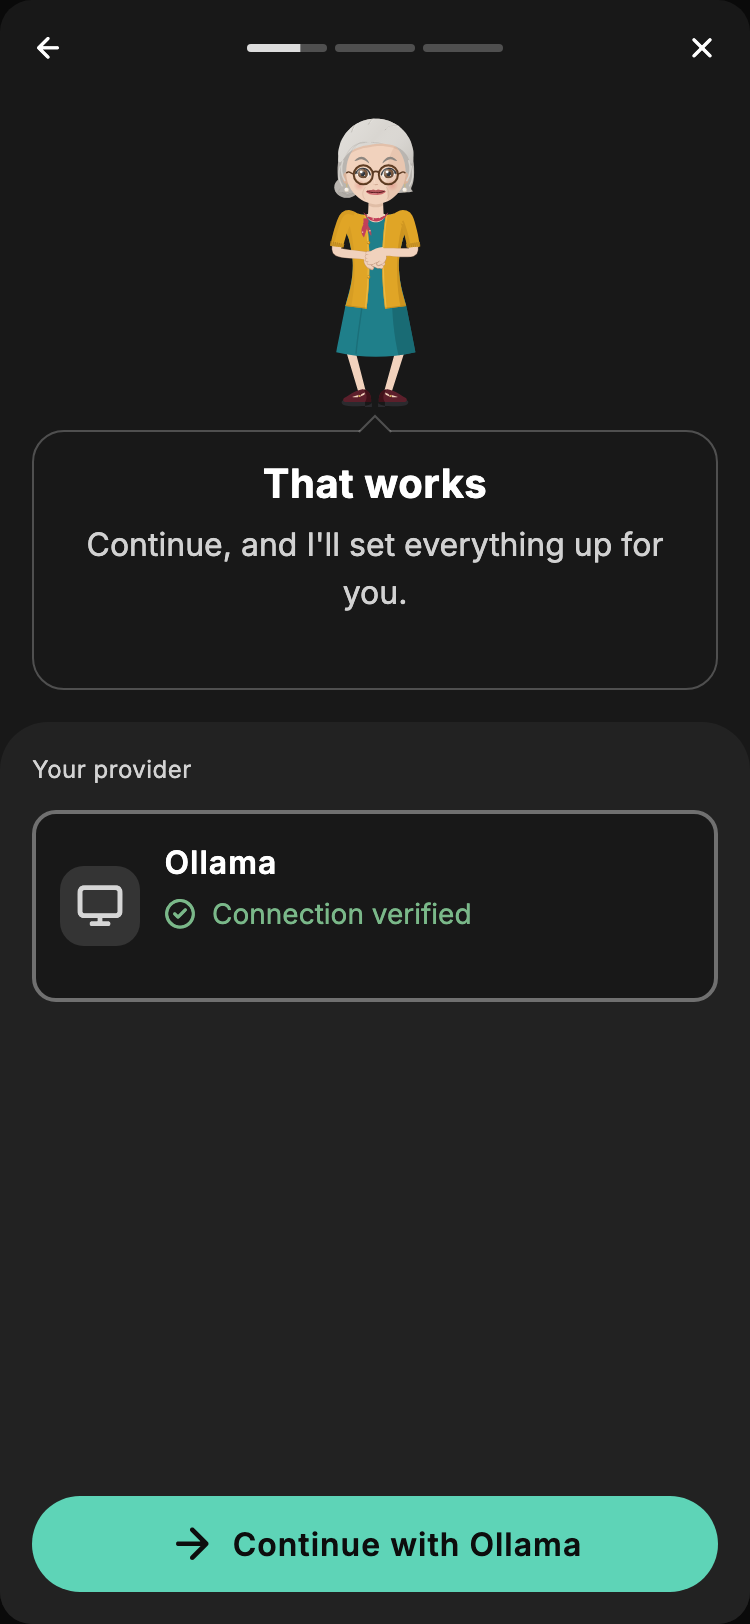 That works
Continue, and I'll set everything up for
you.
Your provider
Ollama
Connection verified
Continue with Ollama